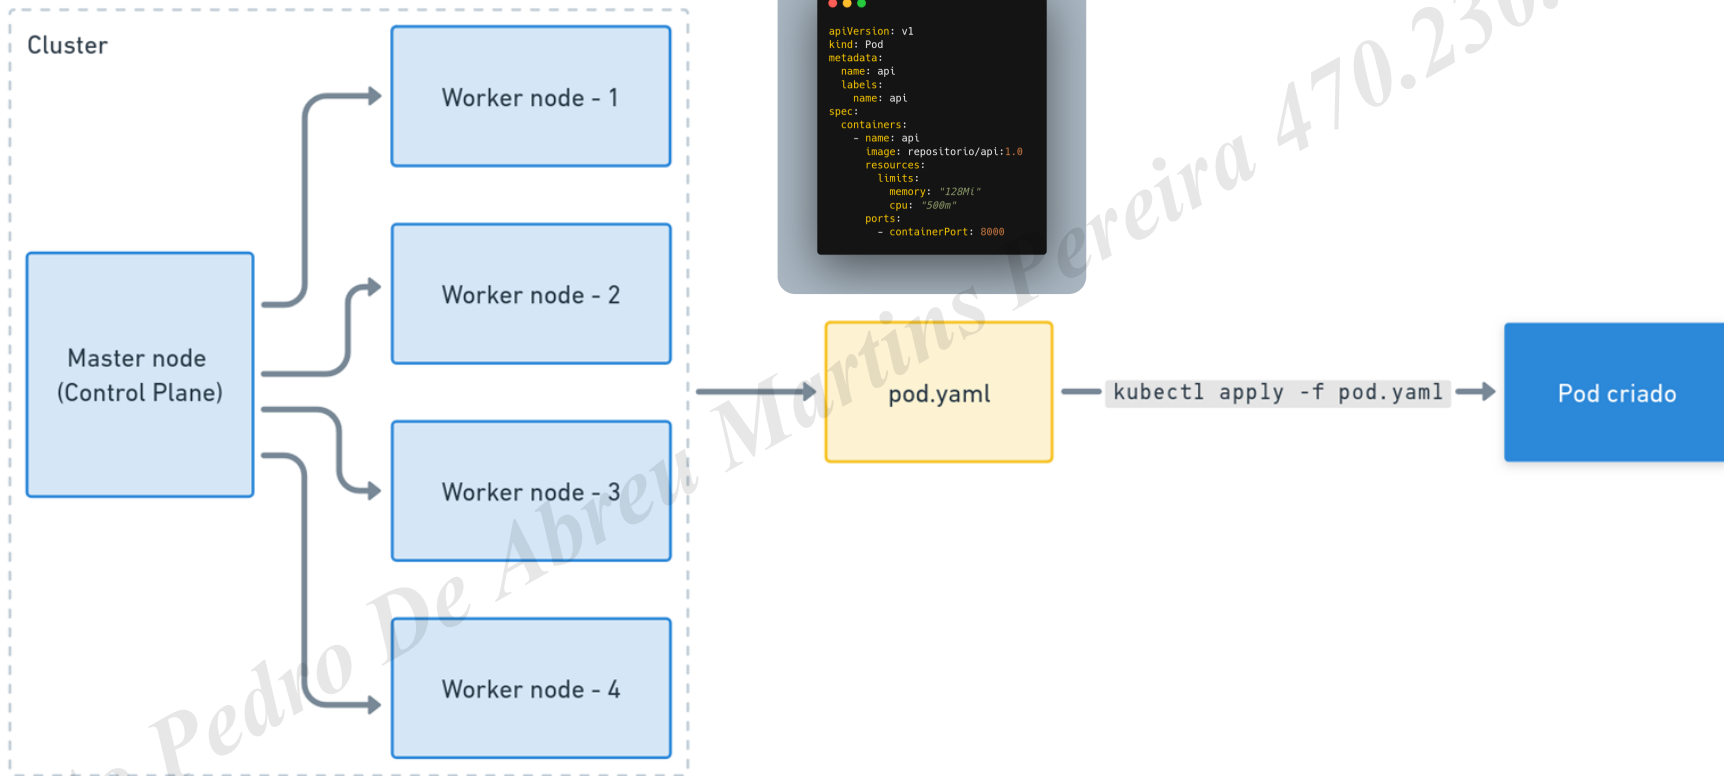 Cluster
Worker node - 1
Worker node - 2
Master node
(Control Plane)
Worker node - 3
Worker node - 4
apiVersion: v1
kind: Pod
metadata:
  name: api
  labels:
    name: api
spec:
  containers:
    - name: api
      image: repositorio/api:1.0
      resources:
        limits:
          memory: "128Mi"
          cpu: "500m"
      ports:
        - containerPort: 8000
pod.yaml
kubectl apply -f pod.yaml
Pod criado
Pedro De Abreu Martins Pereira 470.230.